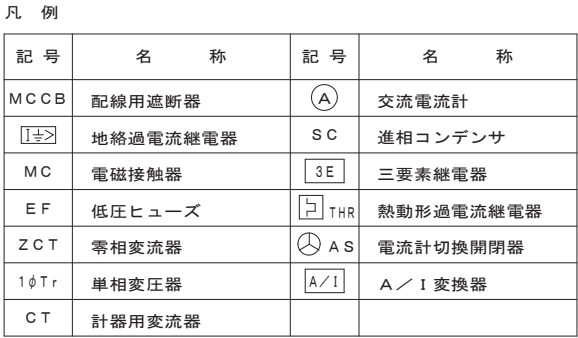 凡 例
記 号 名 称 記 号 名 称
MCCB 配線用遮断器 A 交流電流計
I⏚> 地絡過電流継電器 SC 進相コンデンサ
MC 電磁接触器 3E 三要素継電器
EF 低圧ヒューズ THR 熱動形過電流継電器
ZCT 零相変流器 AS 電流計切換開閉器
1φTr 単相変圧器 A/I A/I変換器
CT 計器用変流器